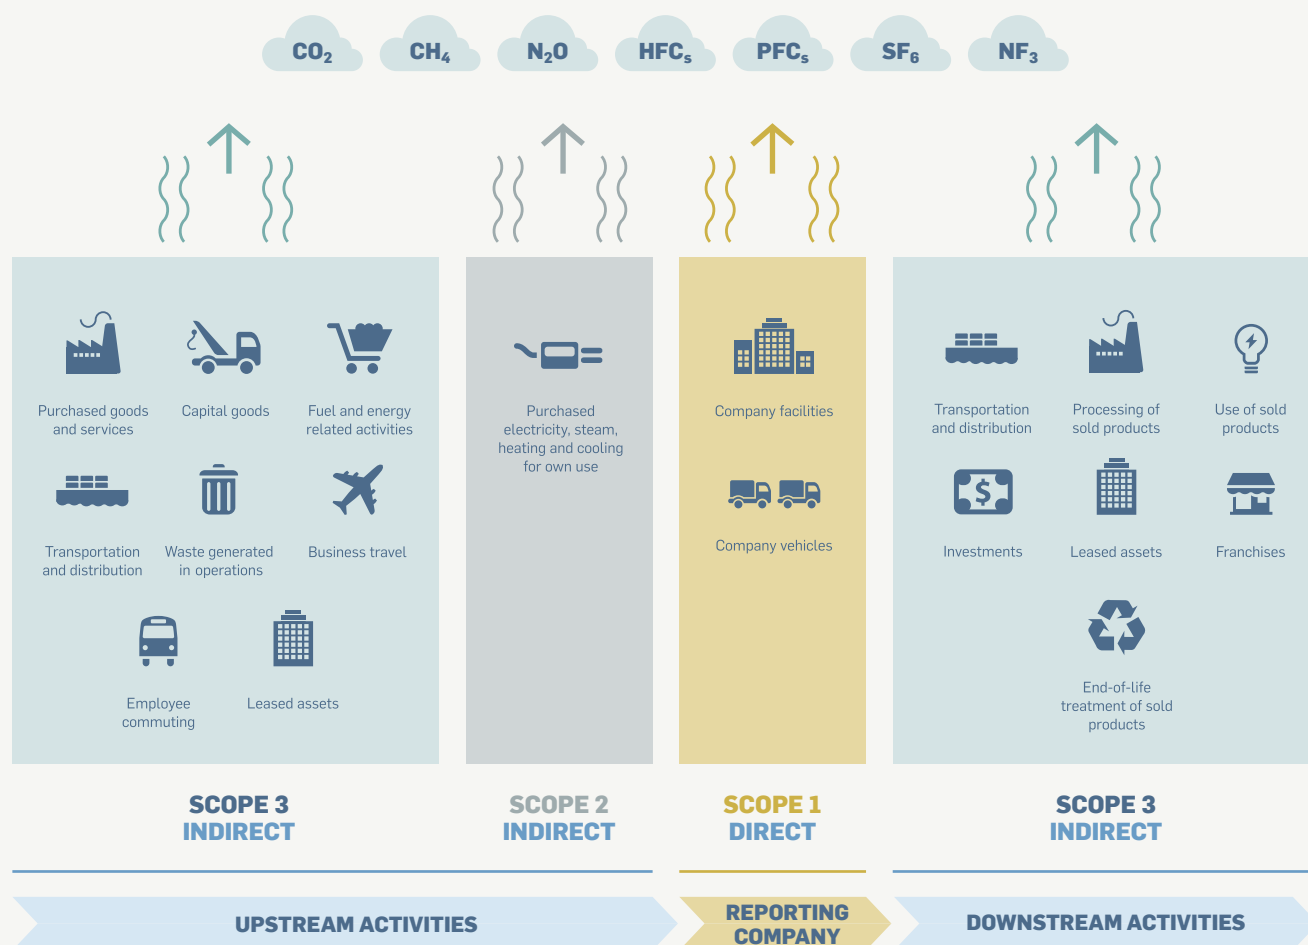 CO₂ CH₄ N₂O HFCₛ PFCₛ SF₆ NF₃
Purchased goods
and services
Capital goods
Fuel and energy
related activities
Transportation
and distribution
Waste generated
in operations
Business travel
Employee
commuting
Leased assets
SCOPE 3
INDIRECT
Purchased
electricity, steam,
heating and cooling
for own use
SCOPE 2
INDIRECT
Company facilities
Company vehicles
SCOPE 1
DIRECT
Transportation
and distribution
Processing of
sold products
Use of sold
products
$
Investments
Leased assets
Franchises
End-of-life
treatment of sold
products
SCOPE 3
INDIRECT
UPSTREAM ACTIVITIES
REPORTING
COMPANY
DOWNSTREAM ACTIVITIES